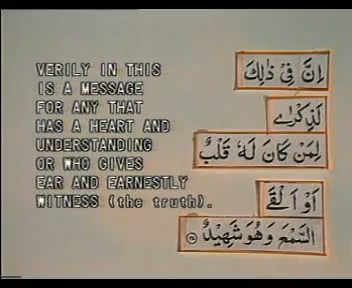 VERILY IN THIS
IS A MESSAGE
FOR ANY THAT
HAS A HEART AND
UNDERSTANDING
OR WHO GIVES
EAR AND EARNESTLY
WITNESS (the truth).
اِنَّ فِيْ ذٰلِكَ
لَذِكْرٰى
لِمَنْ كَانَ لَهٗ قَلْبٌ
اَوْ اَلْقَى
السَّمْعَ وَهُوَ شَهِيْدٌ